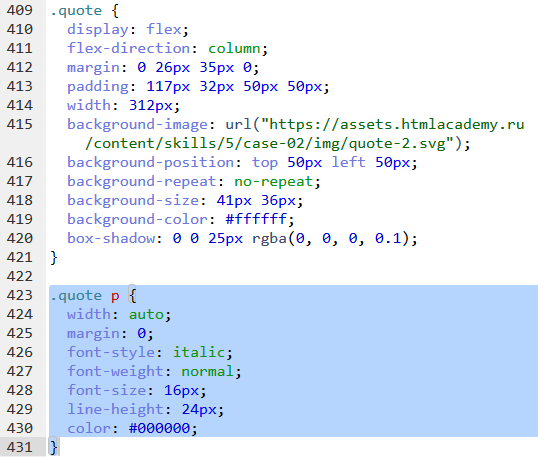 409 .quote {
410 display: flex;
411 flex-direction: column;
412 margin: 0 26px 35px 0;
413 padding: 117px 32px 50px 50px;
414 width: 312px;
415 background-image: url("https://assets.htmlacademy.ru
/content/skills/5/case-02/img/quote-2.svg");
416 background-position: top 50px left 50px;
417 background-repeat: no-repeat;
418 background-size: 41px 36px;
419 background-color: #ffffff;
420 box-shadow: 0 0 25px rgba(0, 0, 0, 0.1);
421 }
422
423 .quote p {
424 width: auto;
425 margin: 0;
426 font-style: italic;
427 font-weight: normal;
428 font-size: 16px;
429 line-height: 24px;
430 color: #000000;
431 }